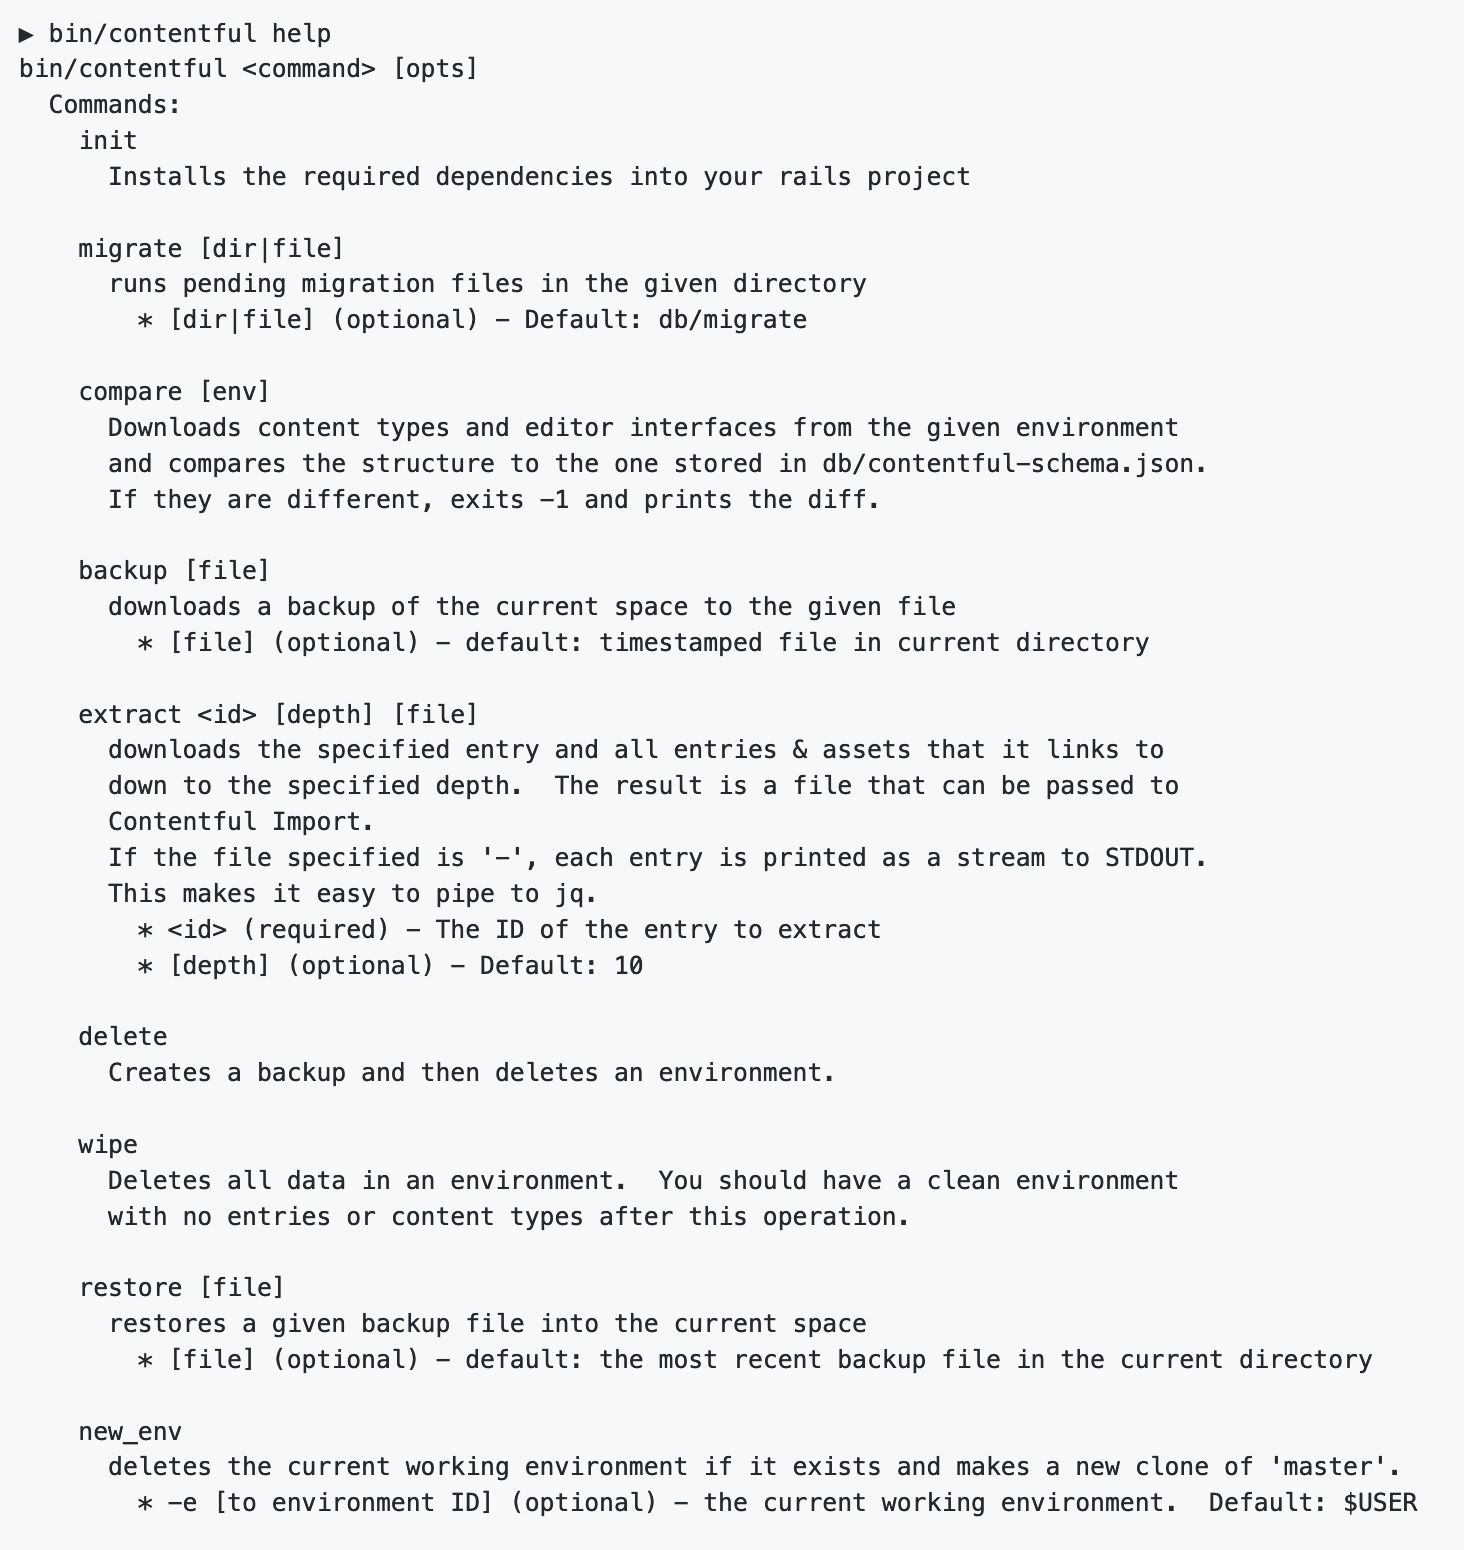 ▶ bin/contentful help
bin/contentful <command> [opts]
  Commands:
    init
      Installs the required dependencies into your rails project

    migrate [dir|file]
      runs pending migration files in the given directory
        * [dir|file] (optional) - Default: db/migrate

    compare [env]
      Downloads content types and editor interfaces from the given environment
      and compares the structure to the one stored in db/contentful-schema.json.
      If they are different, exits -1 and prints the diff.

    backup [file]
      downloads a backup of the current space to the given file
        * [file] (optional) - default: timestamped file in current directory

    extract <id> [depth] [file]
      downloads the specified entry and all entries & assets that it links to
      down to the specified depth.  The result is a file that can be passed to
      Contentful Import.
      If the file specified is '-', each entry is printed as a stream to STDOUT.
      This makes it easy to pipe to jq.
        * <id> (required) - The ID of the entry to extract
        * [depth] (optional) - Default: 10

    delete
      Creates a backup and then deletes an environment.

    wipe
      Deletes all data in an environment.  You should have a clean environment
      with no entries or content types after this operation.

    restore [file]
      restores a given backup file into the current space
        * [file] (optional) - default: the most recent backup file in the current directory

    new_env
      deletes the current working environment if it exists and makes a new clone of 'master'.
        * -e [to environment ID] (optional) - the current working environment.  Default: $USER